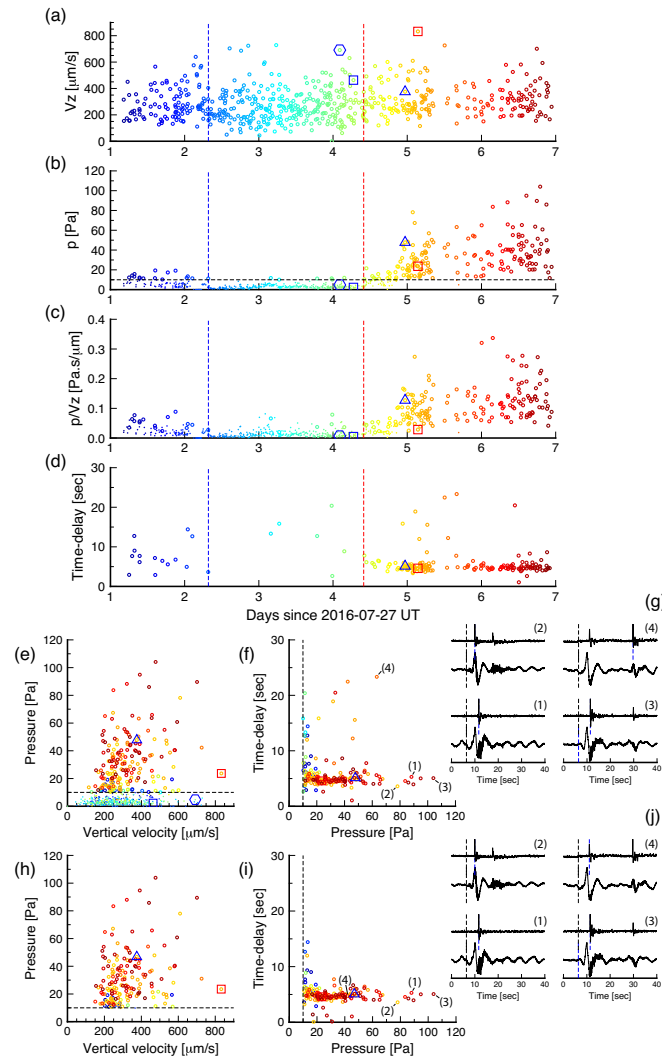 (a)
Vz [μm/s]
800
600
400
200
0
1 2 3 4 5 6 7
(b)
p [Pa]
120
100
80
60
40
20
0
1 2 3 4 5 6 7
(c)
p/Vz [Pa.s/μm]
0.4
0.3
0.2
0.1
0.0
1 2 3 4 5 6 7
(d)
Time-delay [sec]
30
20
10
0
1 2 3 4 5 6 7
Days since 2016-07-27 UT
(e)
Pressure [Pa]
120
100
80
60
40
20
0
0 200 400 600 800
Vertical velocity [μm/s]
(f)
Time-delay [sec]
30
20
10
0
0 20 40 60 80 100 120
Pressure [Pa]
(4)
(1)
(2)
(3)
(g)
(2)
(4)
(1)
(3)
0 10 20 30 40
Time [sec]
0 10 20 30 40
Time [sec]
(h)
Pressure [Pa]
120
100
80
60
40
20
0
0 200 400 600 800
Vertical velocity [μm/s]
(i)
Time-delay [sec]
30
20
10
0
0 20 40 60 80 100 120
Pressure [Pa]
(4)
(1)
(2)
(3)
(j)
(2)
(4)
(1)
(3)
0 10 20 30 40
Time [sec]
0 10 20 30 40
Time [sec]